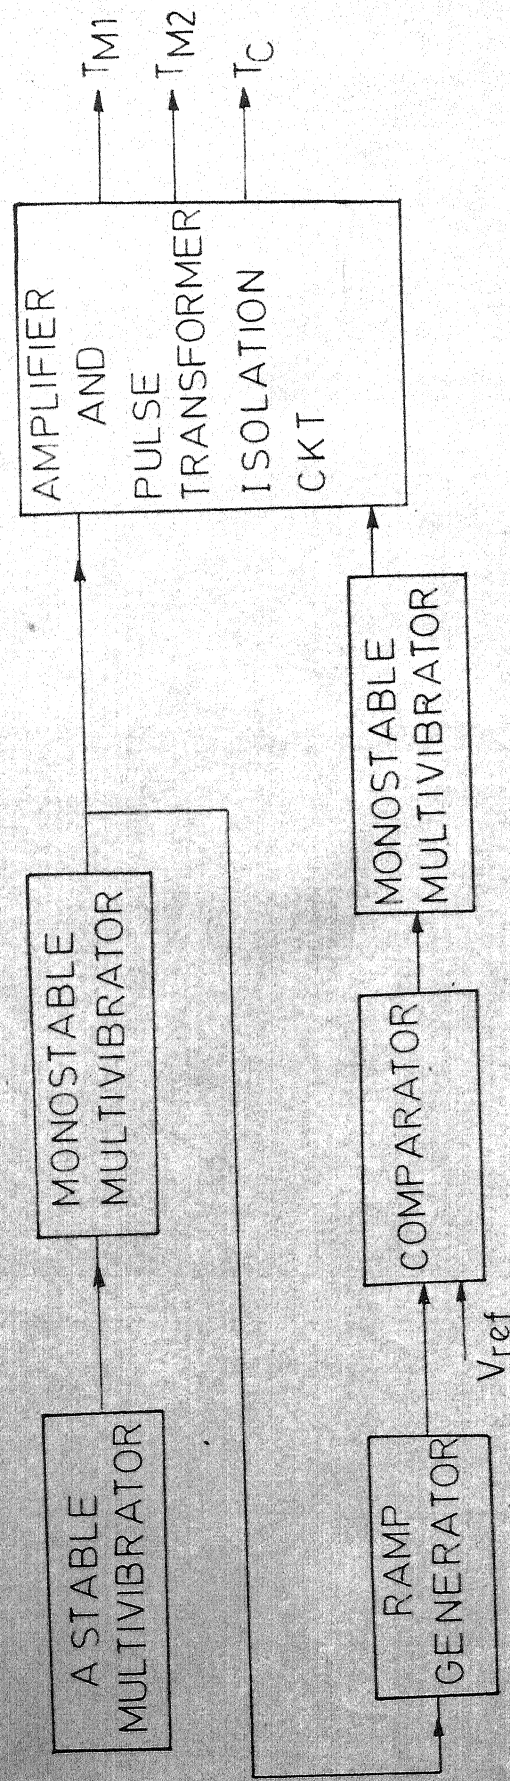 A STABLE
MULTIVIBRATOR
MONOSTABLE
MULTIVIBRATOR
AMPLIFIER
AND
PULSE
TRANSFORMER
ISOLATION
CKT
TM1
TM2
TC
RAMP
GENERATOR
Vref
COMPARATOR
MONOSTABLE
MULTIVIBRATOR